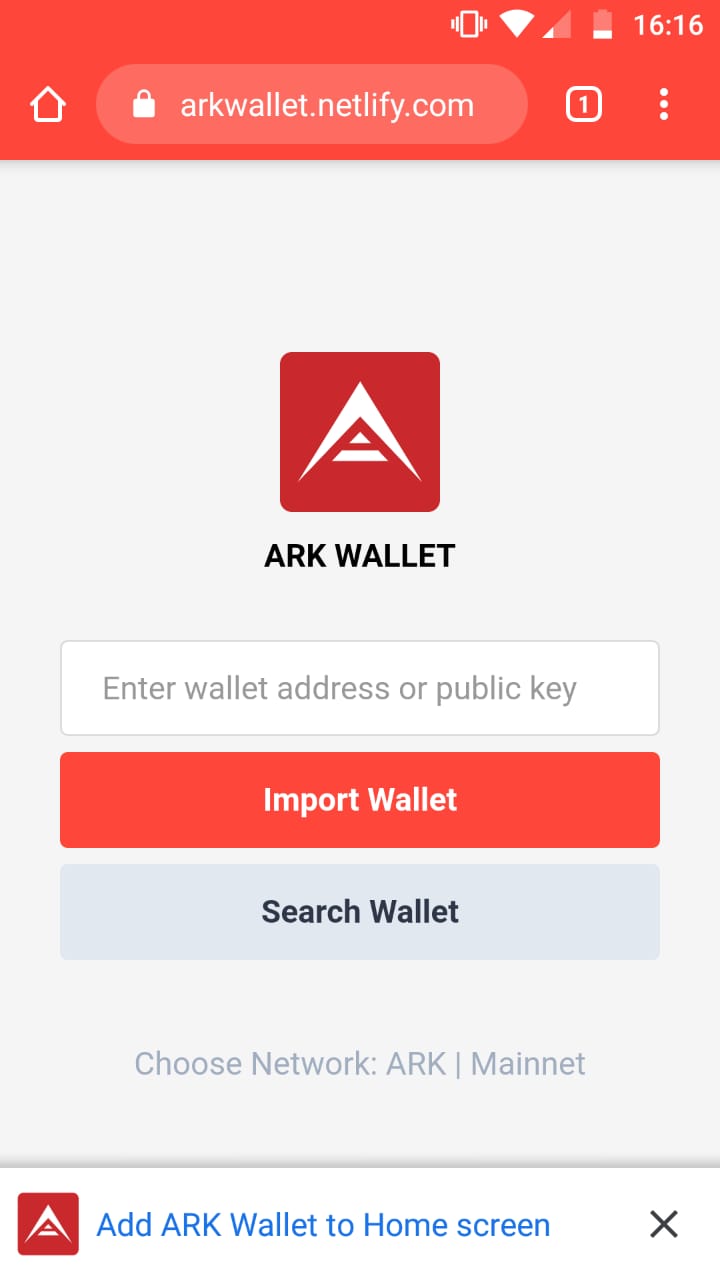 16:16
arkwallet.netlify.com
1
ARK WALLET
Enter wallet address or public key
Import Wallet
Search Wallet
Choose Network: ARK | Mainnet
Add ARK Wallet to Home screen